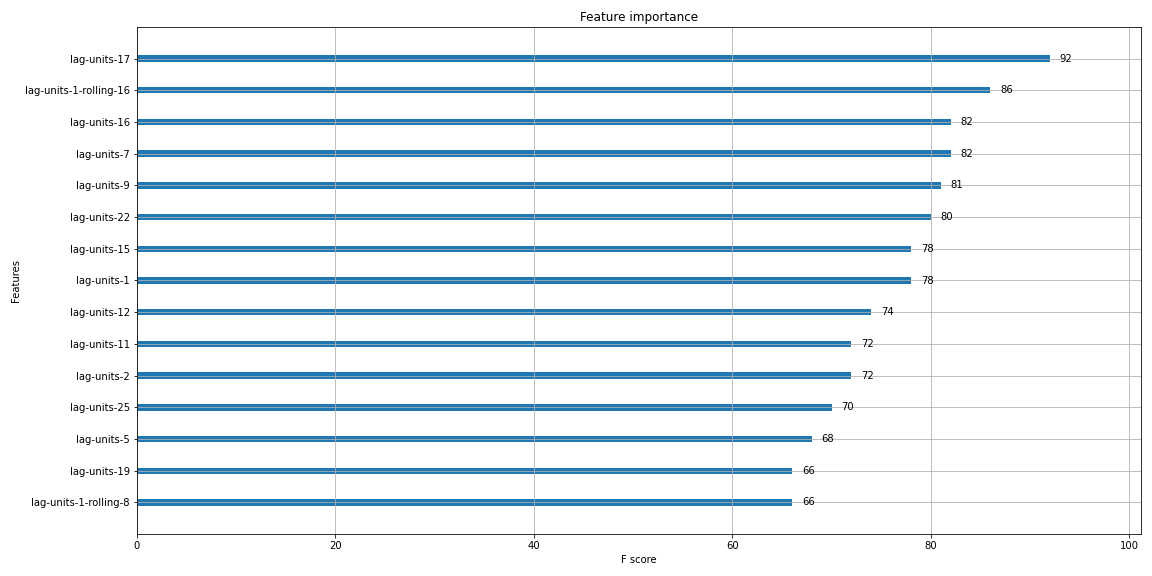 Feature importance
lag-units-17 92
lag-units-1-rolling-16 86
lag-units-16 82
lag-units-7 82
lag-units-9 81
lag-units-22 80
lag-units-15 78
lag-units-1 78
lag-units-12 74
lag-units-11 72
lag-units-2 72
lag-units-25 70
lag-units-5 68
lag-units-19 66
lag-units-1-rolling-8 66
Features
0 20 40 60 80 100
F score